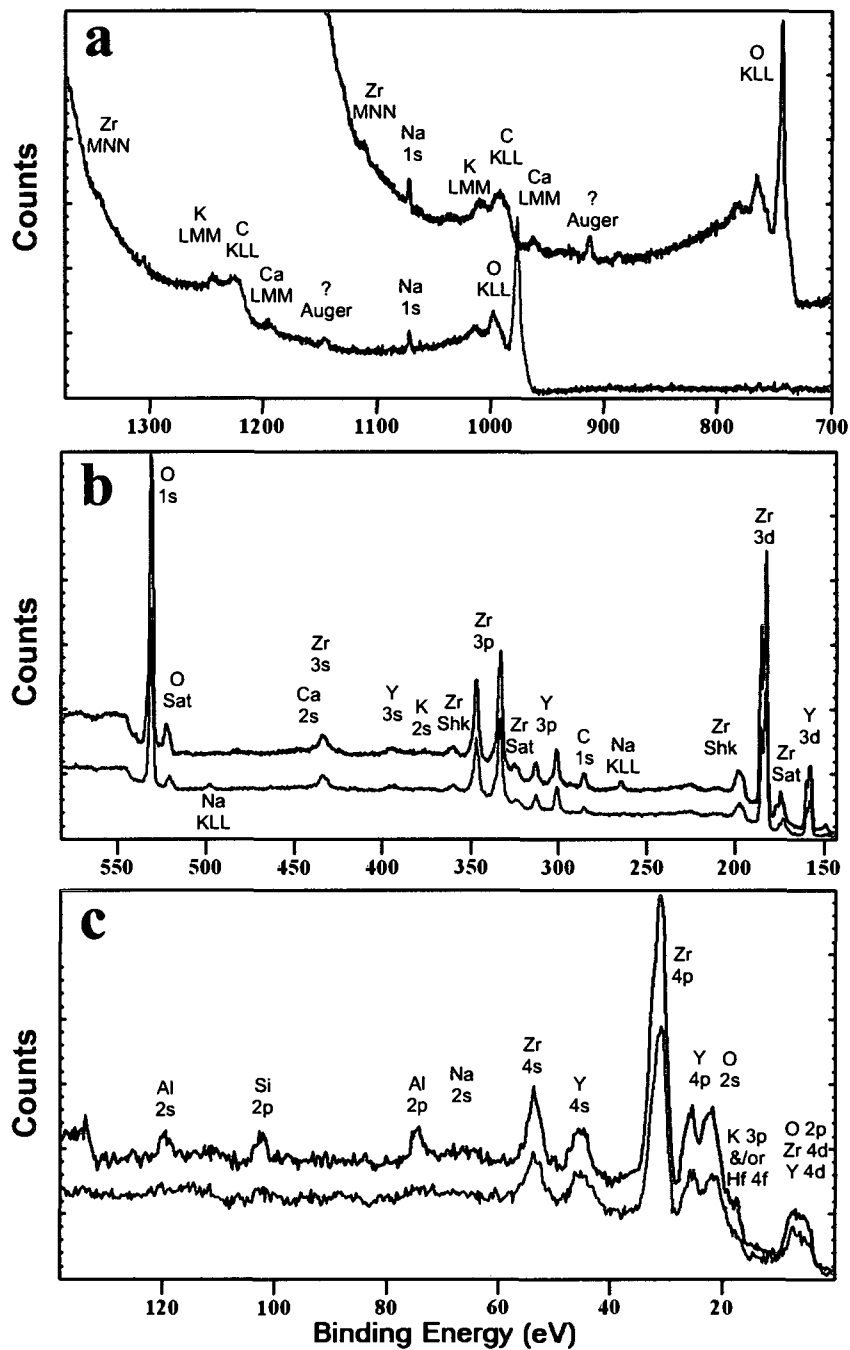 a
Counts
Zr
MNN
K
LMM
C
KLL
Ca
LMM
?
Auger
Zr
MNN
Na
1s
K
LMM
C
KLL
Ca
LMM
?
Auger
O
KLL
Na
1s
O
KLL
1300 1200 1100 1000 900 800 700
b
Counts
O
1s
O
Sat
Na
KLL
Zr
3s
Ca
2s
Y
3s
K
2s
Zr
Shk
Zr
3p
Zr
Sat
Y
3p
C
1s
Na
KLL
Zr
Shk
Zr
3d
Zr
Sat
Y
3d
550 500 450 400 350 300 250 200 150
c
Counts
Al
2s
Si
2p
Al
2p
Na
2s
Zr
4s
Y
4s
Zr
4p
Y
4p
O
2s
K 3p
&/or
Hf 4f
O 2p
Zr 4d
Y 4d
120 100 80 60 40 20
Binding Energy (eV)